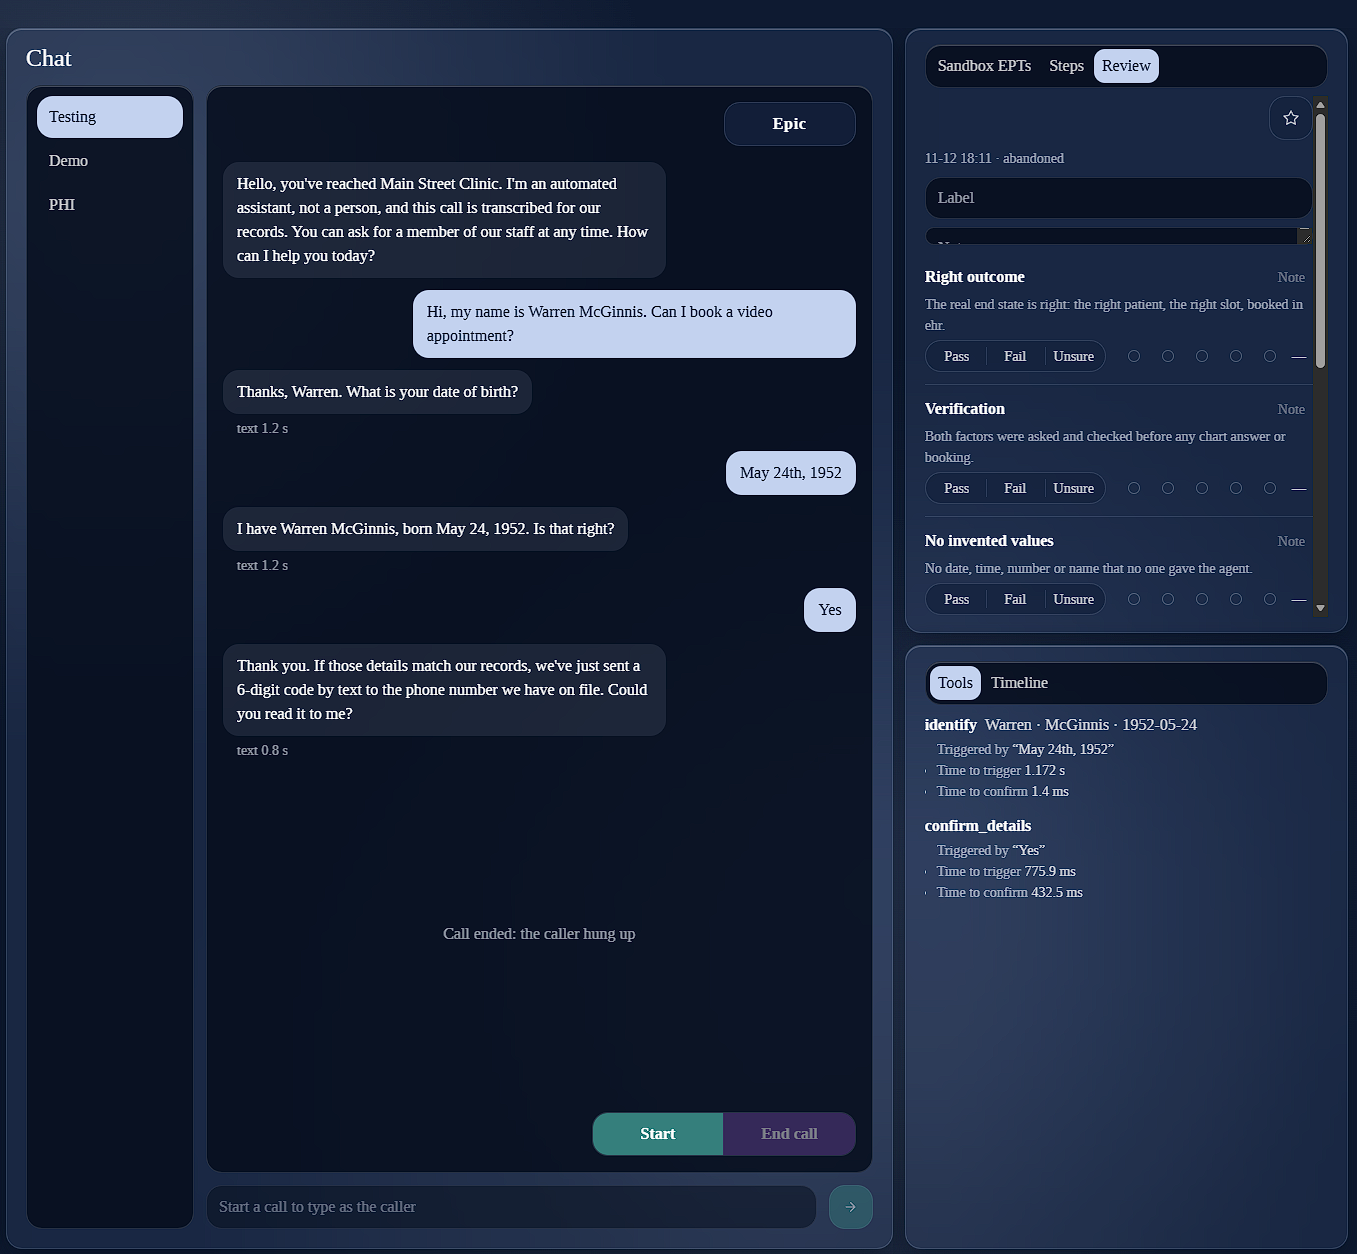 Chat
Testing
Demo
PHI
Epic
Hello, you've reached Main Street Clinic. I'm an automated
assistant, not a person, and this call is transcribed for our
records. You can ask for a member of our staff at any time. How
can I help you today?
Hi, my name is Warren McGinnis. Can I book a video
appointment?
Thanks, Warren. What is your date of birth?
text 1.2 s
May 24th, 1952
I have Warren McGinnis, born May 24, 1952. Is that right?
text 1.2 s
Yes
Thank you. If those details match our records, we've just sent a
6-digit code by text to the phone number we have on file. Could
you read it to me?
text 0.8 s
Call ended: the caller hung up
Start
End call
Start a call to type as the caller
Sandbox EPTs Steps Review
11-12 18:11 · abandoned
Label
Right outcome Note
The real end state is right: the right patient, the right slot, booked in
ehr.
Pass Fail Unsure —
Verification Note
Both factors were asked and checked before any chart answer or
booking.
Pass Fail Unsure —
No invented values Note
No date, time, number or name that no one gave the agent.
Pass Fail Unsure —
Tools Timeline
identify Warren · McGinnis · 1952-05-24
Triggered by “May 24th, 1952”
Time to trigger 1.172 s
Time to confirm 1.4 ms
confirm_details
Triggered by “Yes”
Time to trigger 775.9 ms
Time to confirm 432.5 ms